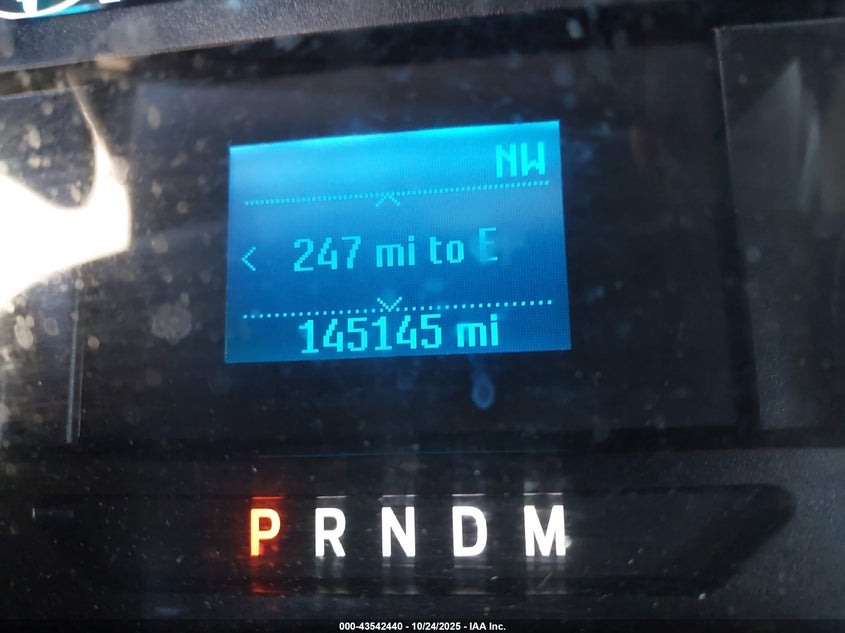 NW
247 mi to E
145145 mi
P R N D M
000-43542440 - 10/24/2025 - IAA Inc.